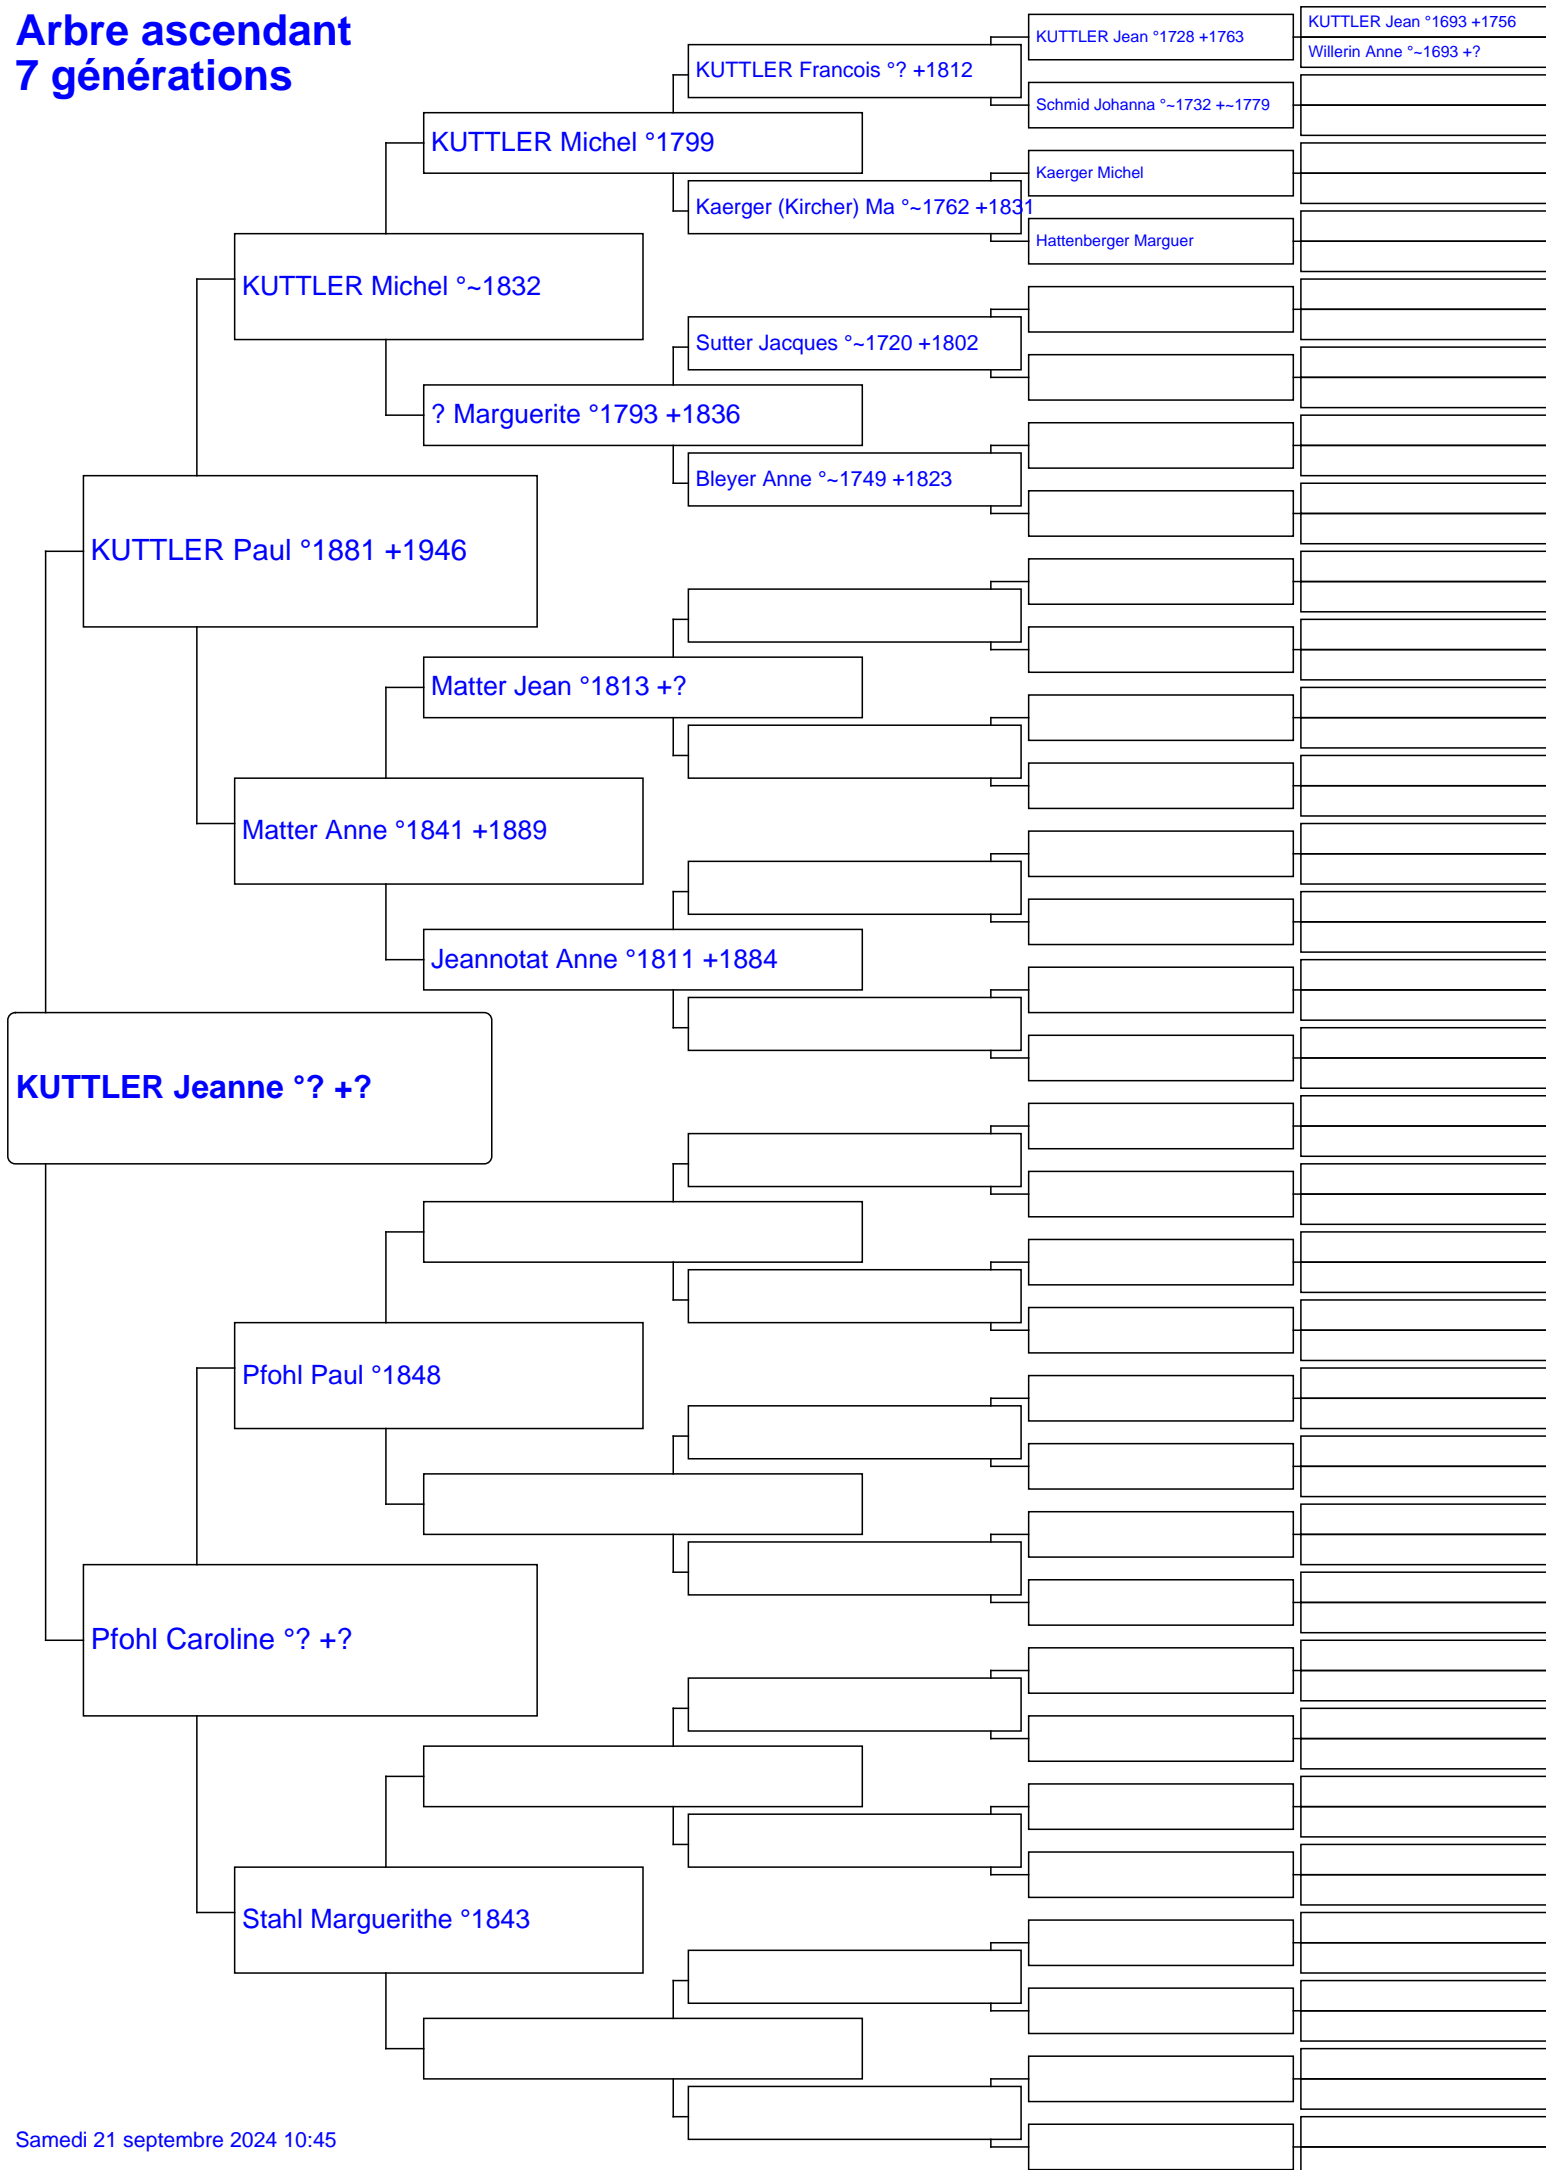 Arbre ascendant
7 générations
KUTTLER Jean °1693 +1756
KUTTLER Jean °1728 +1763
Willerin Anne °~1693 +?
KUTTLER Francois °? +1812
Schmid Johanna °~1732 +~1779
KUTTLER Michel °1799
Kaerger Michel
Kaerger (Kircher) Ma °~1762 +1831
Hattenberger Marguer
KUTTLER Michel °~1832
Sutter Jacques °~1720 +1802
? Marguerite °1793 +1836
Bleyer Anne °~1749 +1823
KUTTLER Paul °1881 +1946
Matter Jean °1813 +?
Matter Anne °1841 +1889
Jeannotat Anne °1811 +1884
KUTTLER Jeanne °? +?
Pfohl Paul °1848
Pfohl Caroline °? +?
Stahl Marguerithe °1843
Samedi 21 septembre 2024 10:45